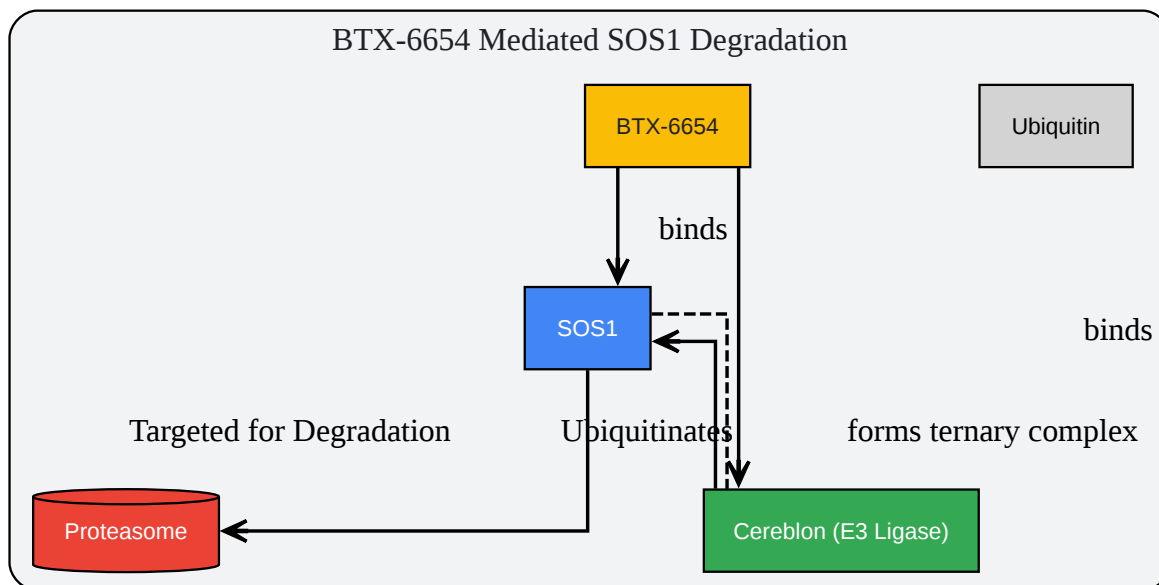 BTX-6654 Mediated SOS1 Degradation
BTX-6654
Ubiquitin
binds
SOS1
binds
Targeted for Degradation
Ubiquitinates
forms ternary complex
Proteasome
Cereblon (E3 Ligase)